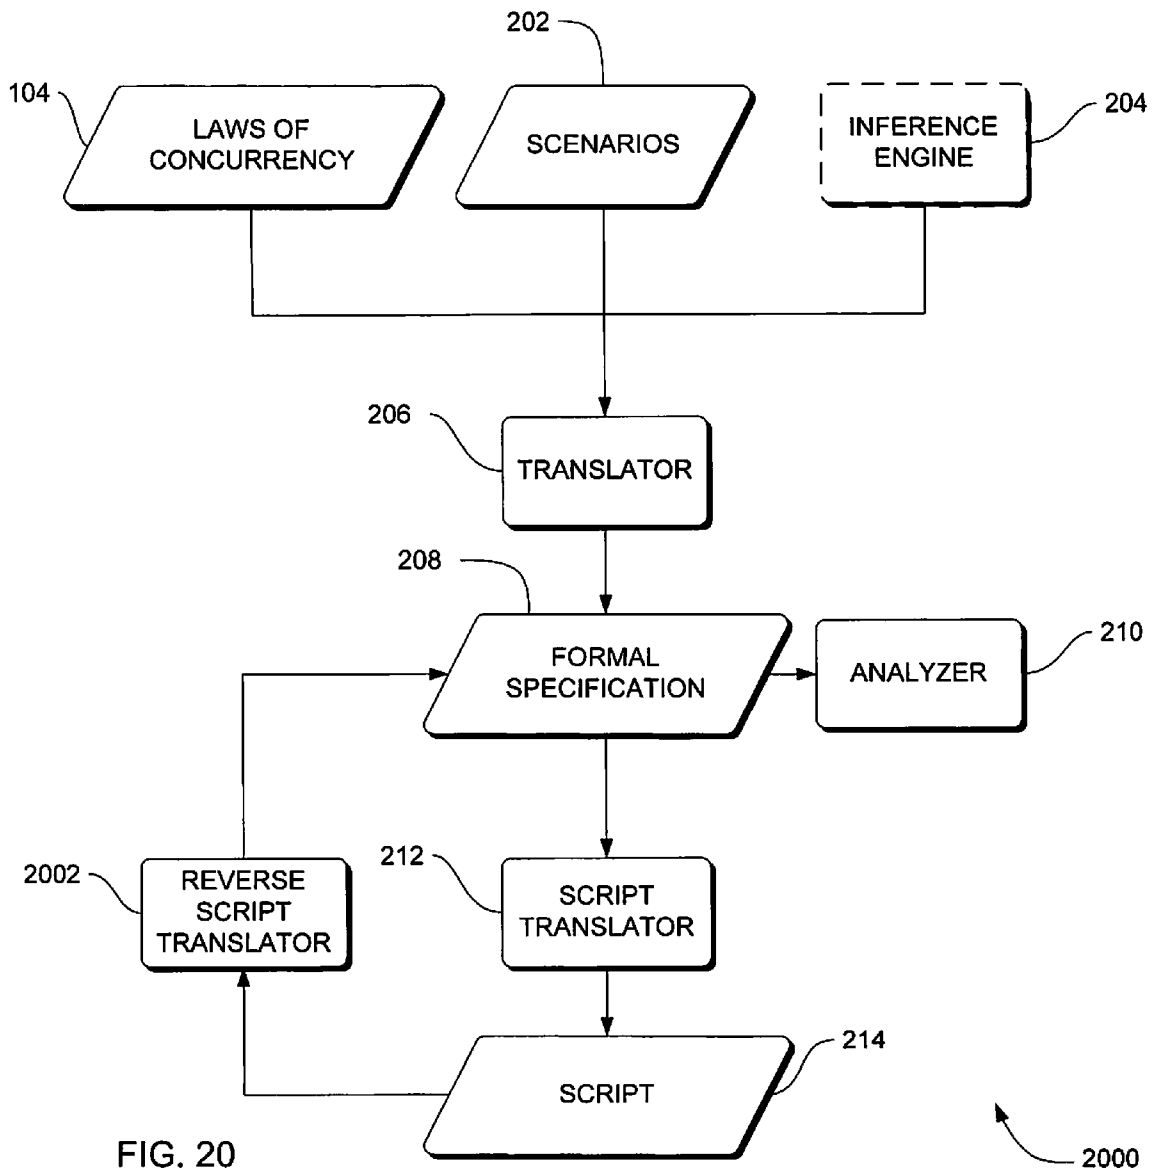 202
104
LAWS OF
CONCURRENCY
SCENARIOS
INFERENCE
ENGINE
204
206
TRANSLATOR
208
FORMAL
SPECIFICATION
ANALYZER
210
2002
REVERSE
SCRIPT
TRANSLATOR
212
SCRIPT
TRANSLATOR
SCRIPT
214
FIG. 20
2000